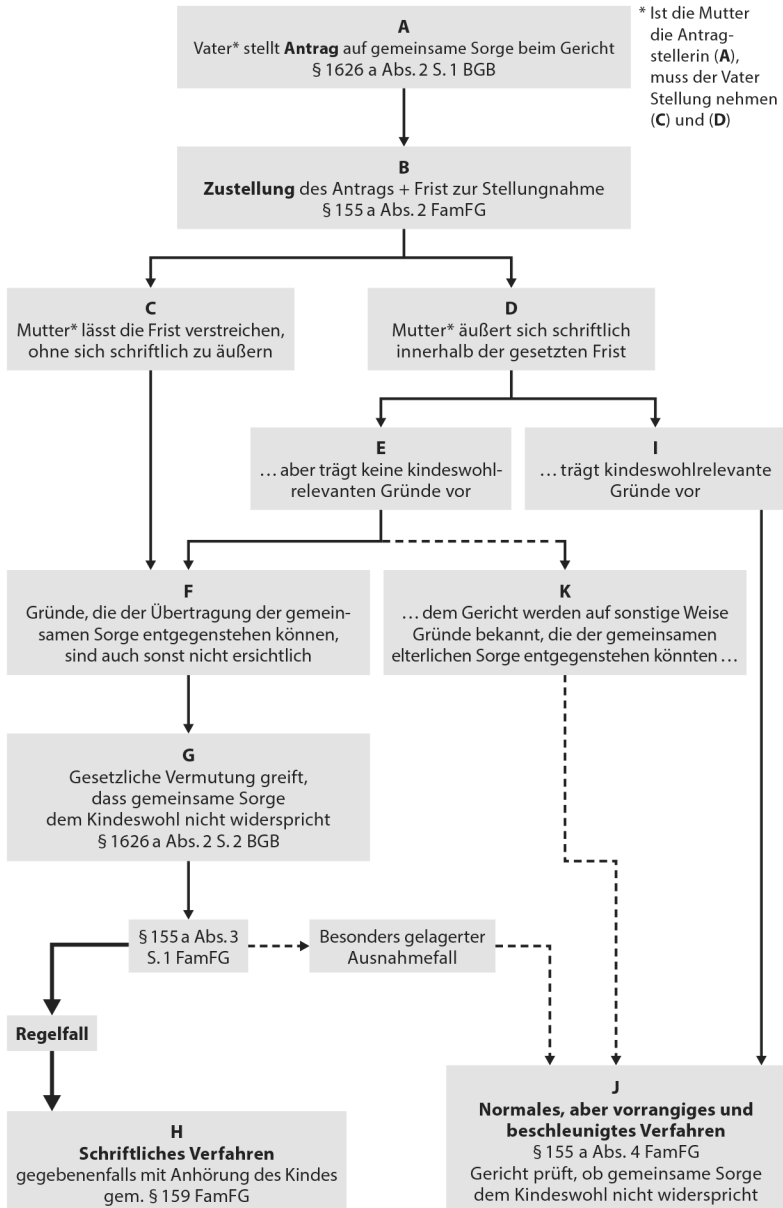 A
Vater* stellt Antrag auf gemeinsame Sorge beim Gericht
§ 1626 a Abs. 2 S. 1 BGB
* Ist die Mutter
die Antrag-
stellerin (A),
muss der Vater
Stellung nehmen
(C) und (D)
B
Zustellung des Antrags + Frist zur Stellungnahme
§ 155 a Abs. 2 FamFG
C
Mutter* lässt die Frist verstreichen,
ohne sich schriftlich zu äußern
D
Mutter* äußert sich schriftlich
innerhalb der gesetzten Frist
E
… aber trägt keine kindeswohl-
relevanten Gründe vor
I
… trägt kindeswohlrelevante
Gründe vor
F
Gründe, die der Übertragung der gemein-
samen Sorge entgegenstehen können,
sind auch sonst nicht ersichtlich
K
… dem Gericht werden auf sonstige Weise
Gründe bekannt, die der gemeinsamen
elterlichen Sorge entgegenstehen könnten …
G
Gesetzliche Vermutung greift,
dass gemeinsame Sorge
dem Kindeswohl nicht widerspricht
§ 1626 a Abs. 2 S. 2 BGB
§ 155 a Abs. 3
S. 1 FamFG
Besonders gelagerter
Ausnahmefall
Regelfall
H
Schriftliches Verfahren
gegebenenfalls mit Anhörung des Kindes
gem. § 159 FamFG
J
Normales, aber vorrangiges und
beschleunigtes Verfahren
§ 155 a Abs. 4 FamFG
Gericht prüft, ob gemeinsame Sorge
dem Kindeswohl nicht widerspricht